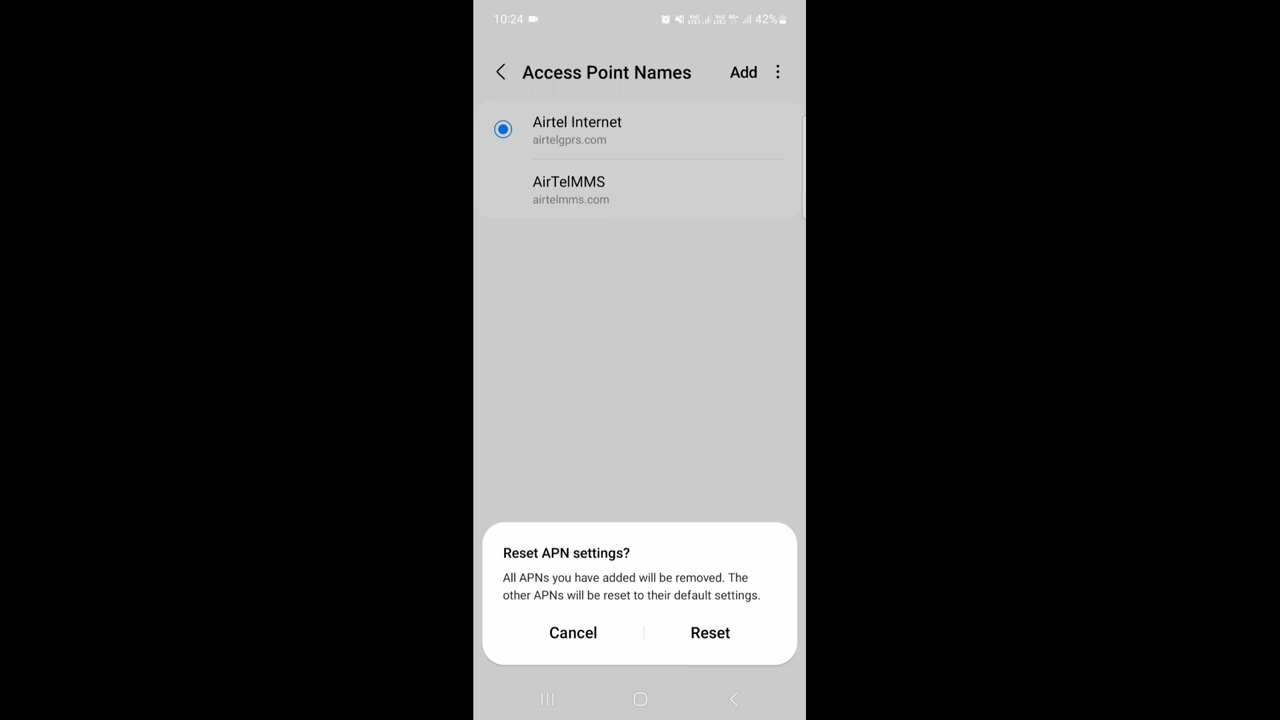 10:24 42%
Access Point Names Add
Airtel Internet
airtelgprs.com
AirTelMMS
airtelmms.com
Reset APN settings?
All APNs you have added will be removed. The
other APNs will be reset to their default settings.
Cancel Reset